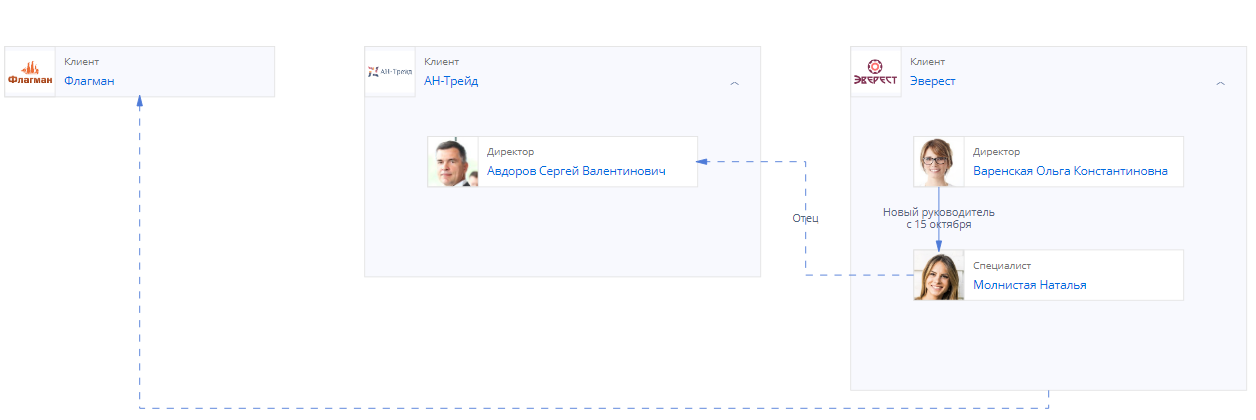 Клиент
Флагман
Флагман
Клиент
АН-Трейд
АН-Трейд
Директор
Авдоров Сергей Валентинович
Отец
Клиент
ЭВЕРЕСТ
Эверест
Директор
Варенская Ольга Константиновна
Новый руководитель
с 15 октября
Специалист
Молнистая Наталья